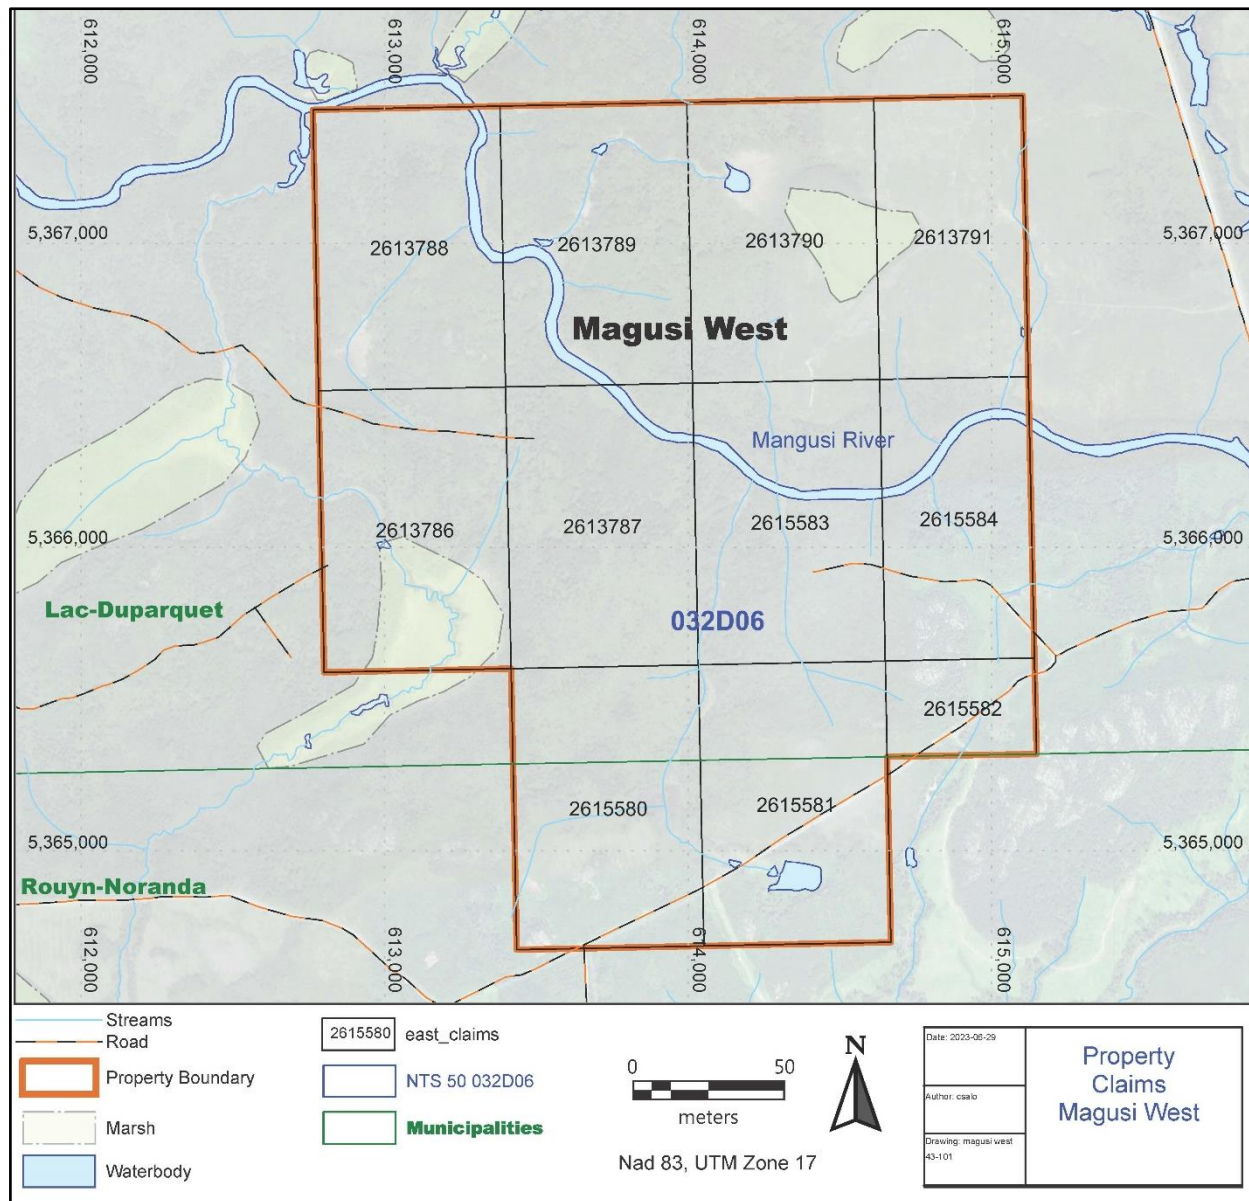 612,000
613,000
614,000
615,000
5,367,000
2613788
2613789
2613790
2613791
5,367,000
Magusi West
Mangusi River
5,366,000
2613786
2613787
2615583
2615584
5,366,000
Lac-Duparquet
032D06
2615582
2615580
2615581
5,365,000
5,365,000
Rouyn-Noranda
612,000
613,000
614,000
615,000
Streams
Road
Property Boundary
Marsh
Waterbody
2615580 east_claims
NTS 50 032D06
Municipalities
0 50
meters
Nad 83, UTM Zone 17
N
Date: 2023-06-29
Author: csalo
Drawing: magusi west
43-101
Property
Claims
Magusi West